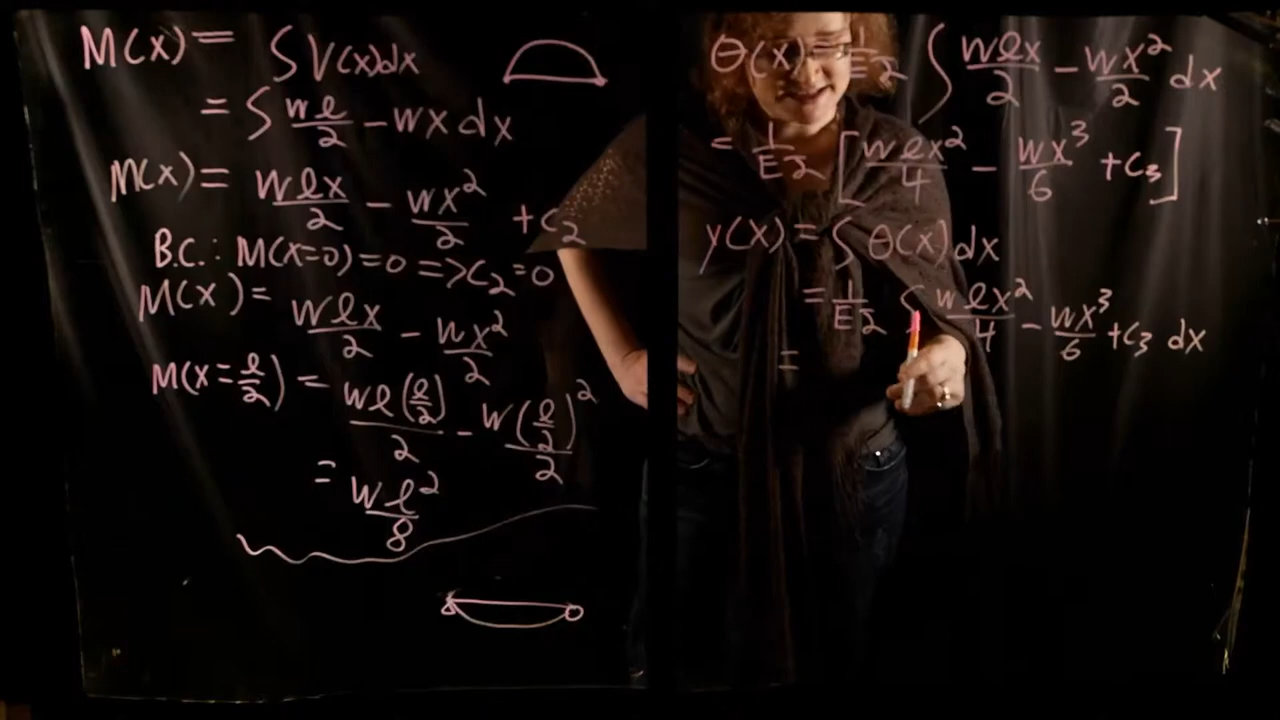 M(x) = ∫ V(x)dx
= ∫ wℓ/2 - wx dx
M(x) = wℓx/2 - wx²/2 + C₂
B.C.: M(x=0)=0 => C₂=0
M(x) = wℓx/2 - wx²/2
M(x=ℓ/2) = wℓ(ℓ/2)/2 - w(ℓ/2)²/2
= wℓ²/8
θ(x) = 1/EI ∫ wℓx/2 - wx²/2 dx
= 1/EI [wℓx²/4 - wx³/6 + C₃]
y(x) = ∫ θ(x)dx
= 1/EI ∫ wℓx²/4 - wx³/6 + C₃ dx
=